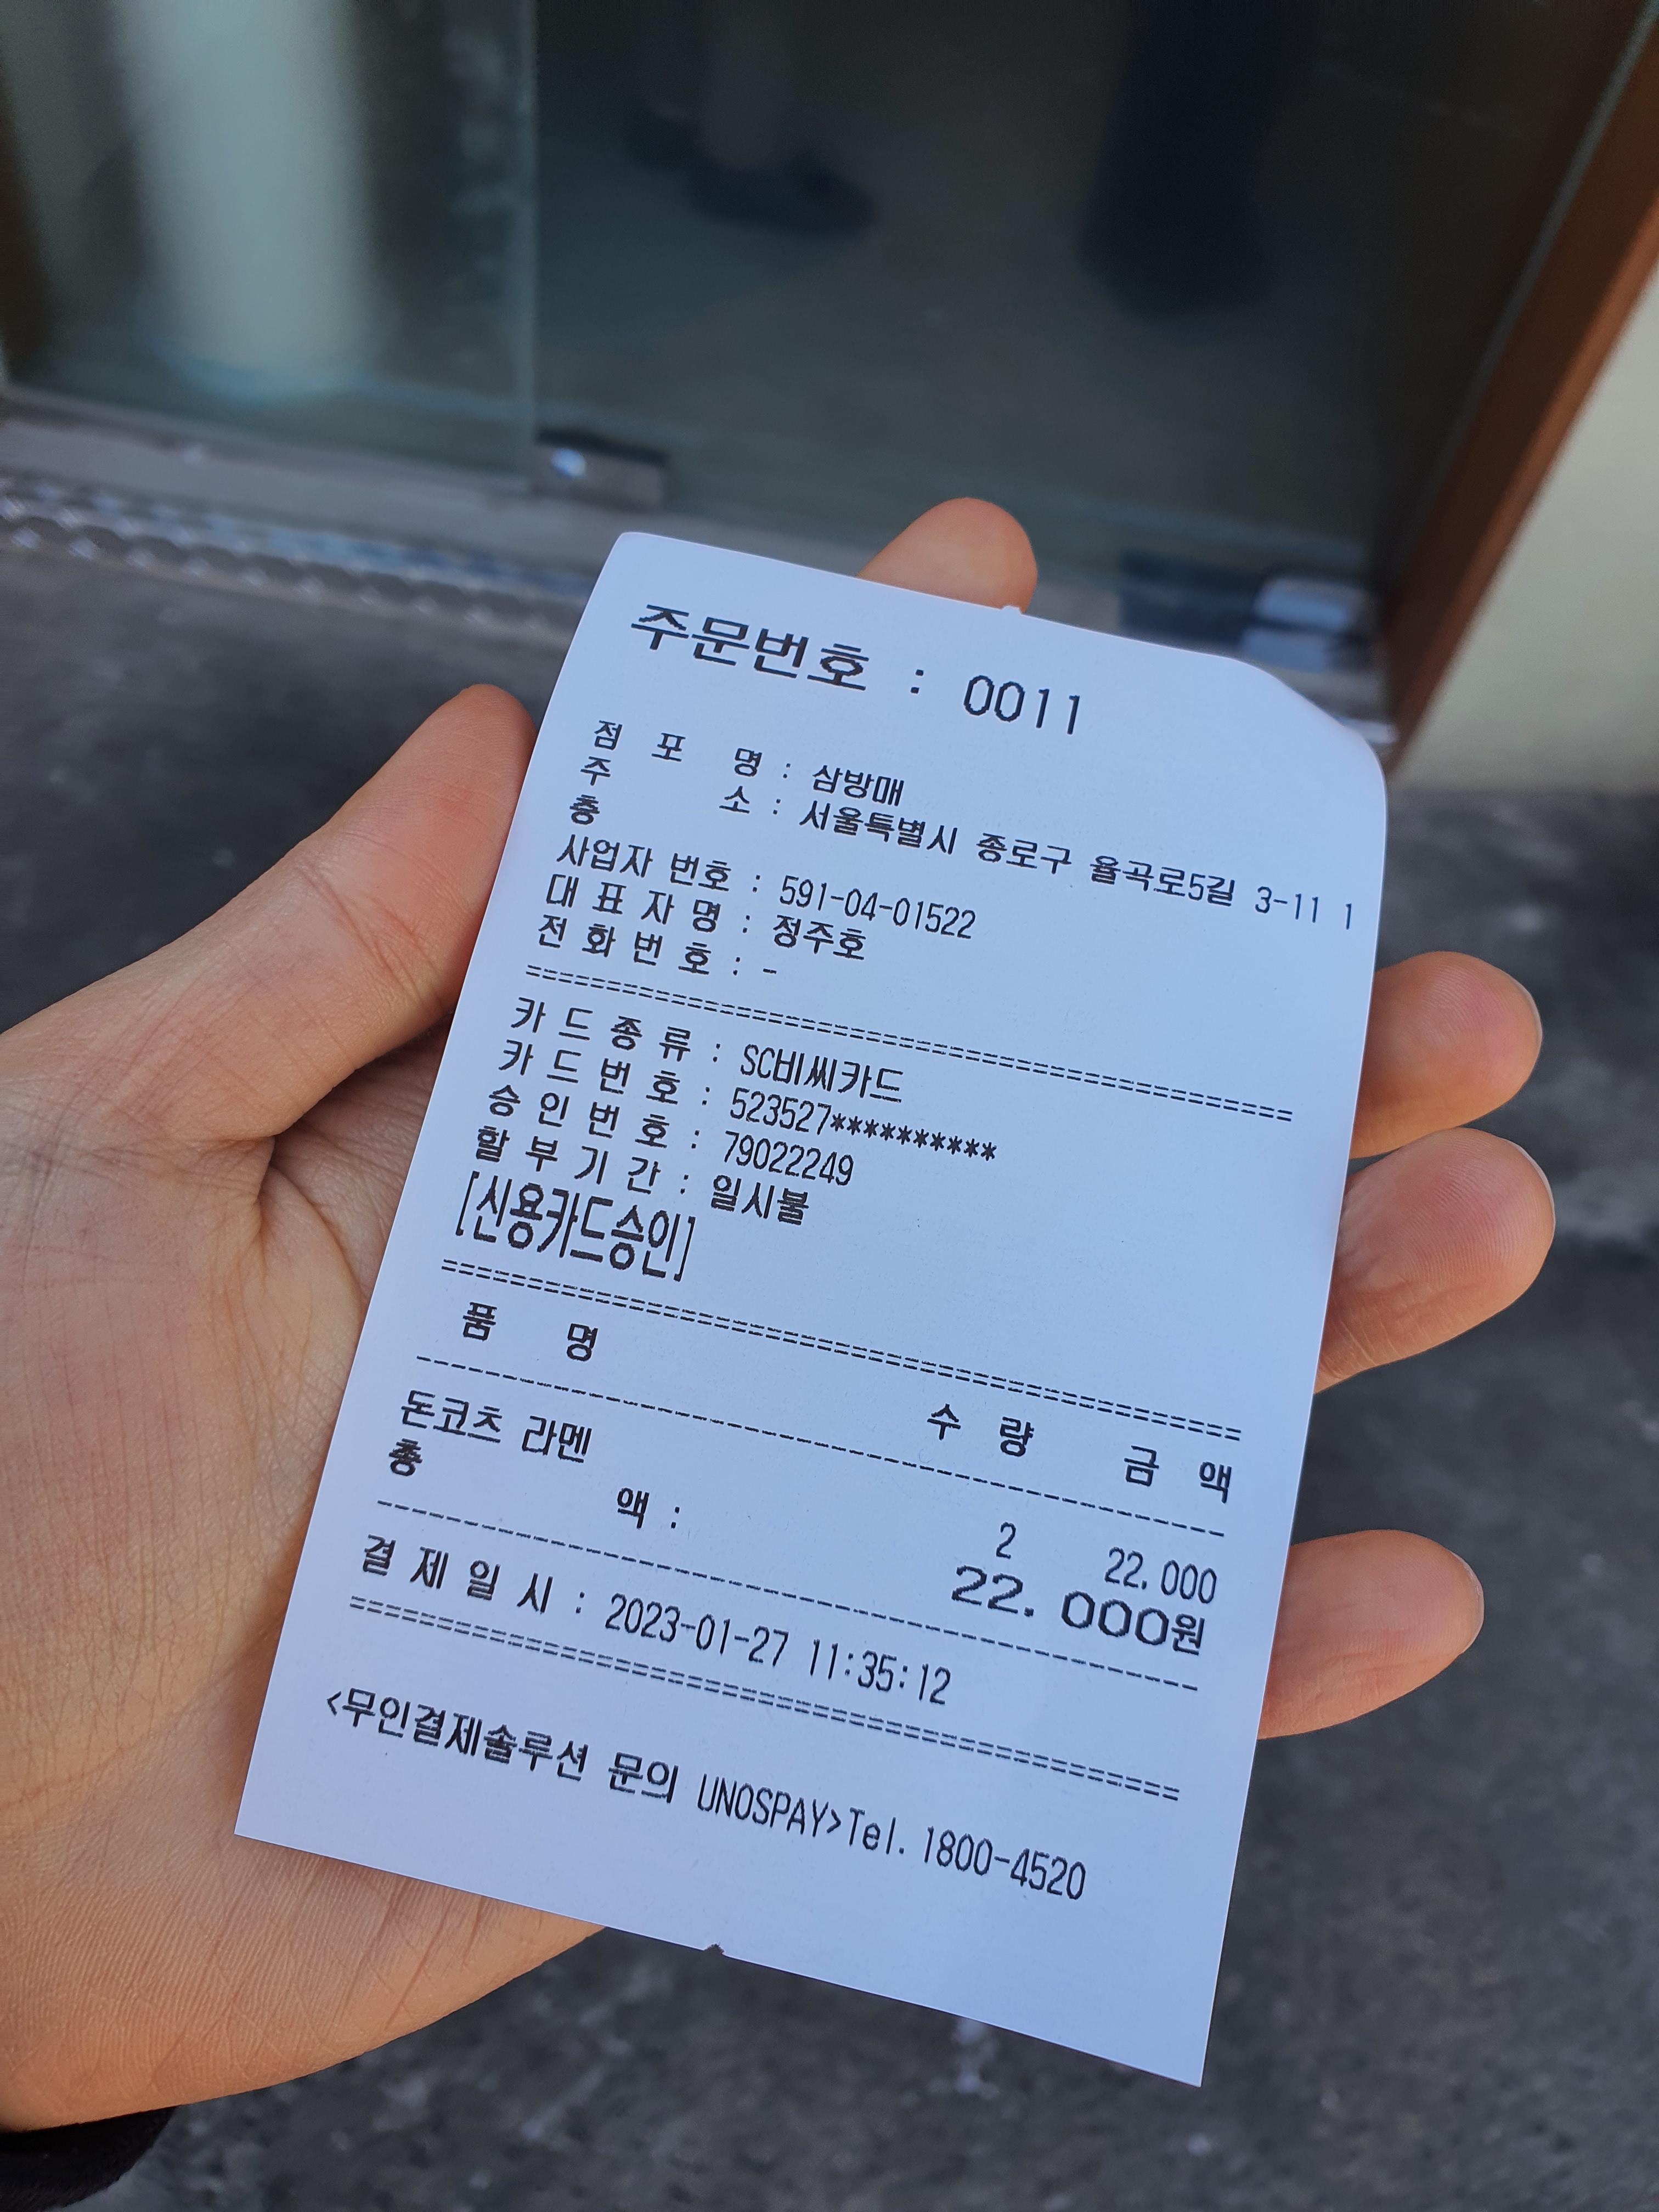 주문번호 : 0011
점 포 명 : 삼방매
주 소 : 서울특별시 종로구 율곡로5길 3-11 1
층
사업자 번호 : 591-04-01522
대 표 자 명 : 정주호
전 화 번 호 : -
========================================
카 드 종 류 : SC비씨카드
카 드 번 호 : 523527**********
승 인 번 호 : 79022249
할 부 기 간 : 일시불
[신용카드승인]
========================================
품 명 수 량 금 액
----------------------------------------
돈코츠 라멘 2 22.000
총 액 : 22.000원
----------------------------------------
결 제 일 시 : 2023-01-27 11:35:12
========================================
<무인결제솔루션 문의 UNOSPAY>Tel. 1800-4520